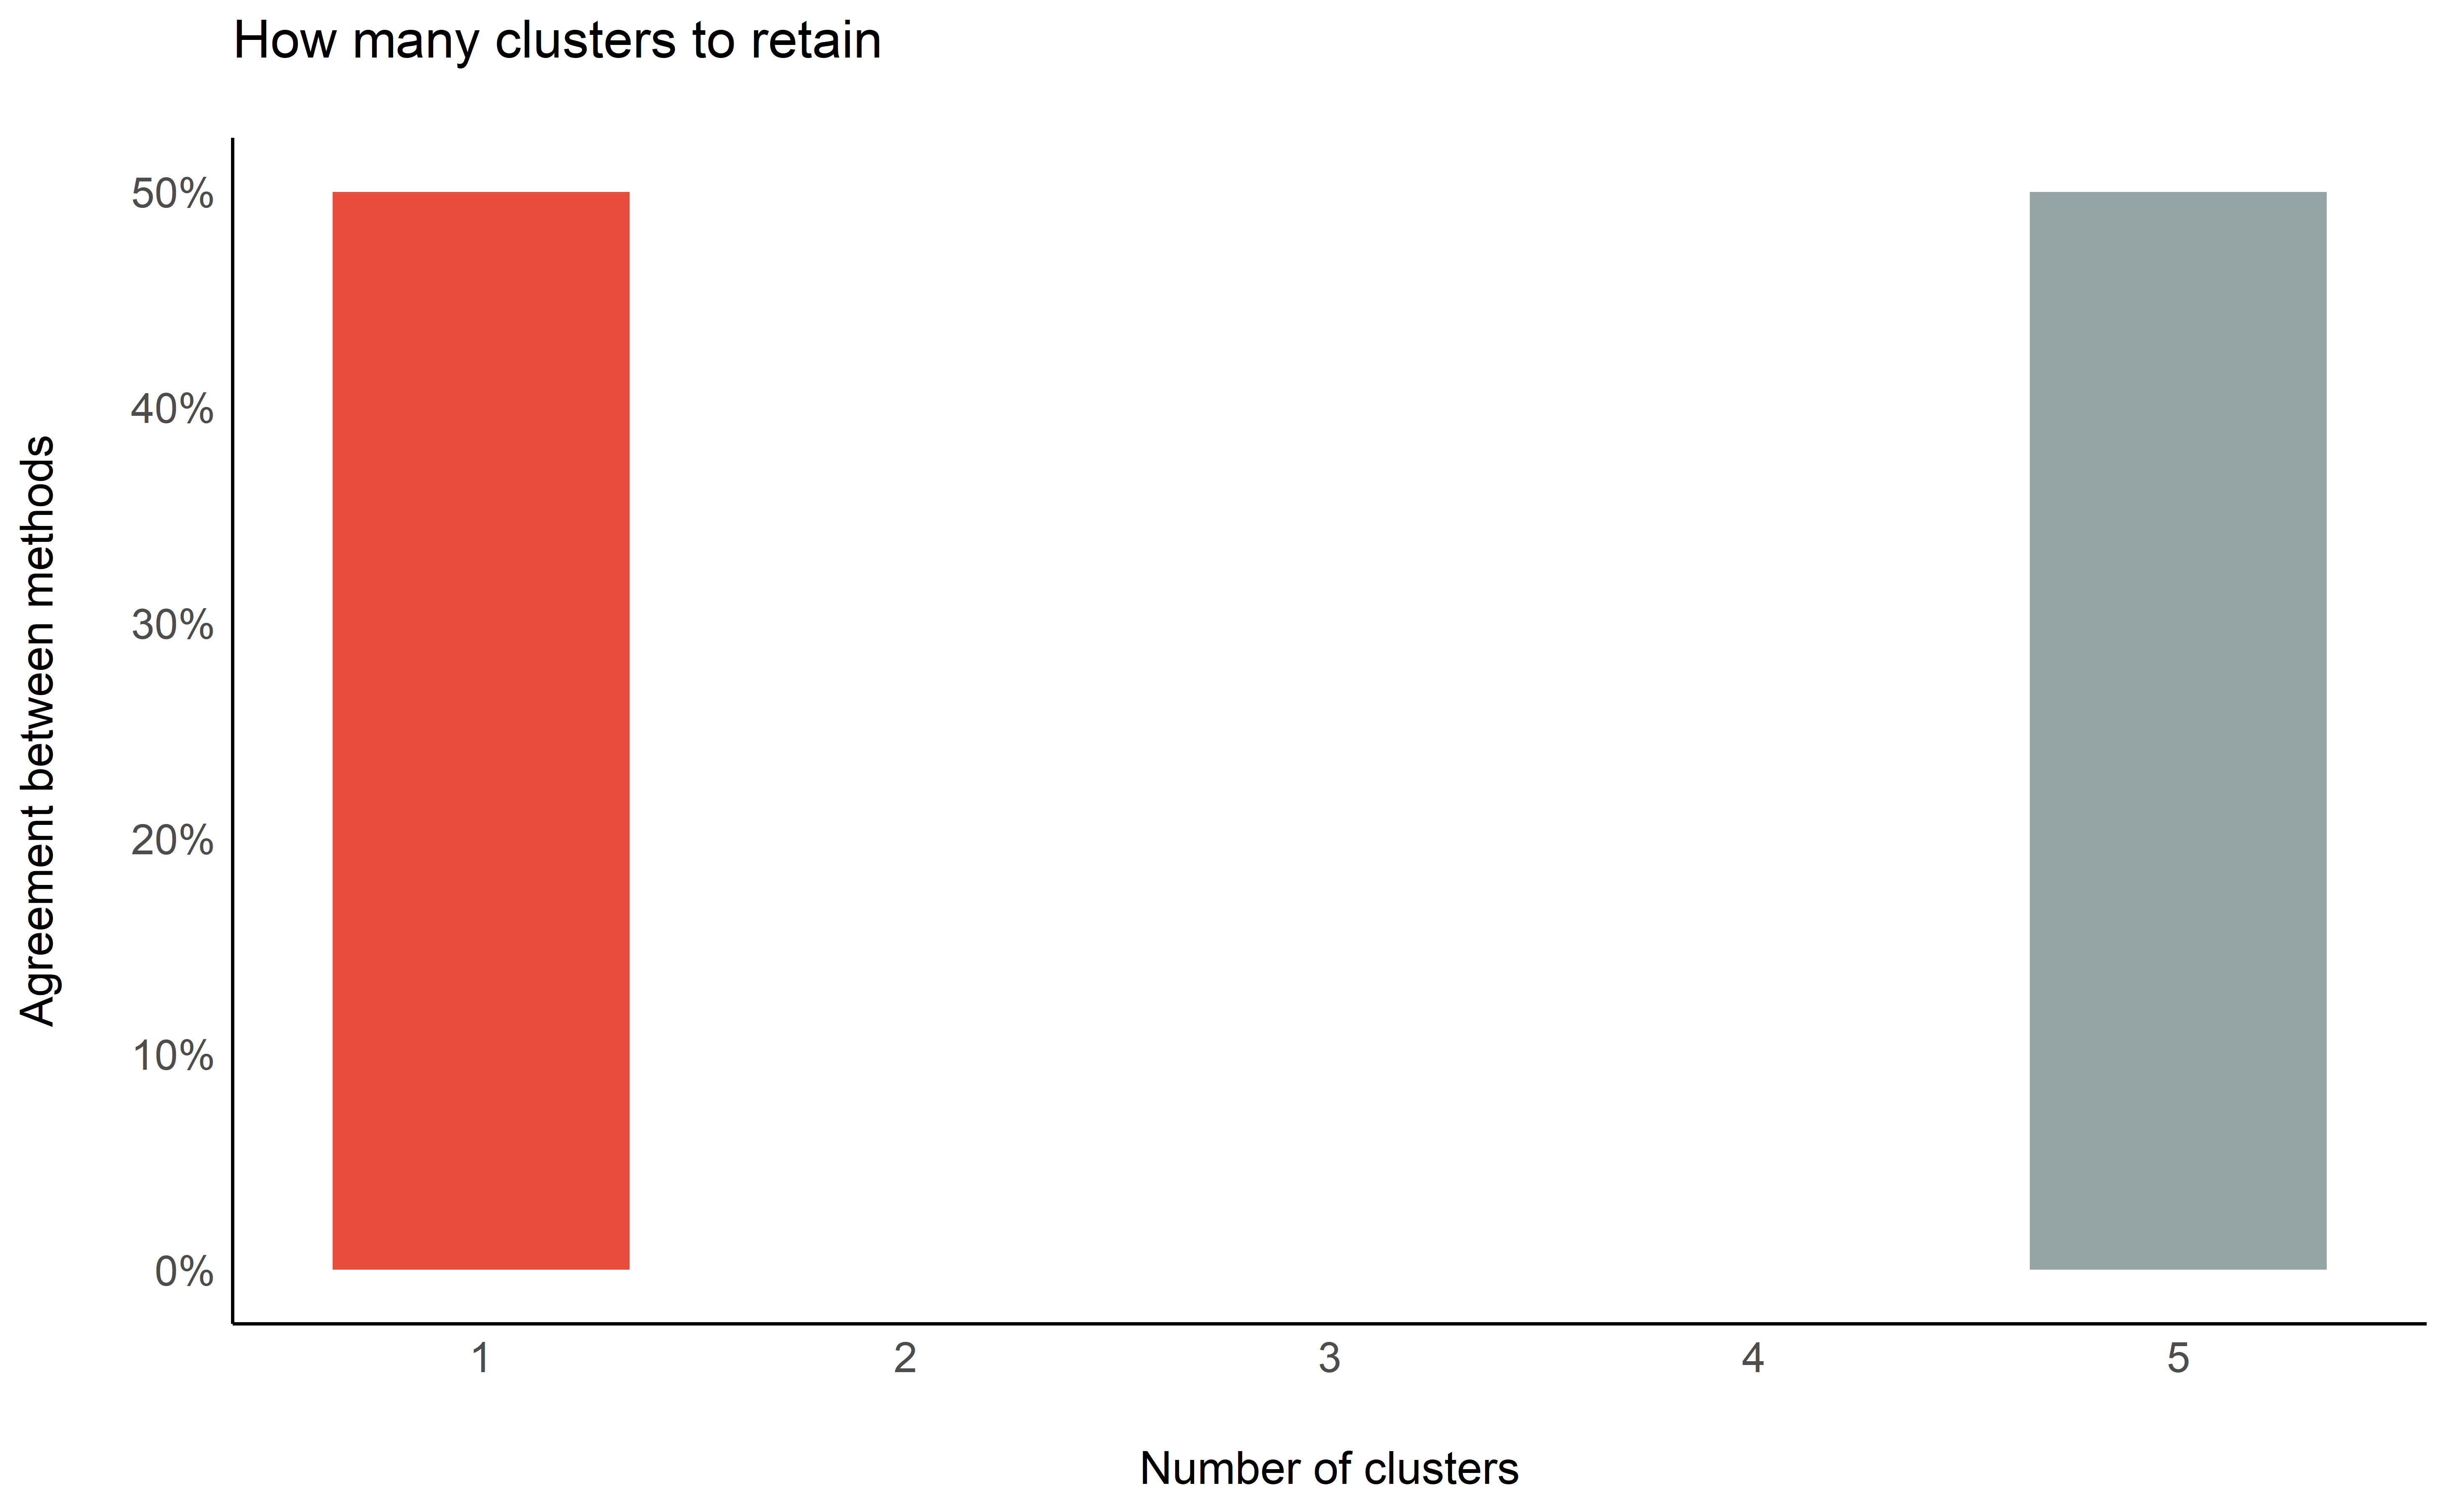 How many clusters to retain
Agreement between methods
50%
40%
30%
20%
10%
0%
1 2 3 4 5
Number of clusters